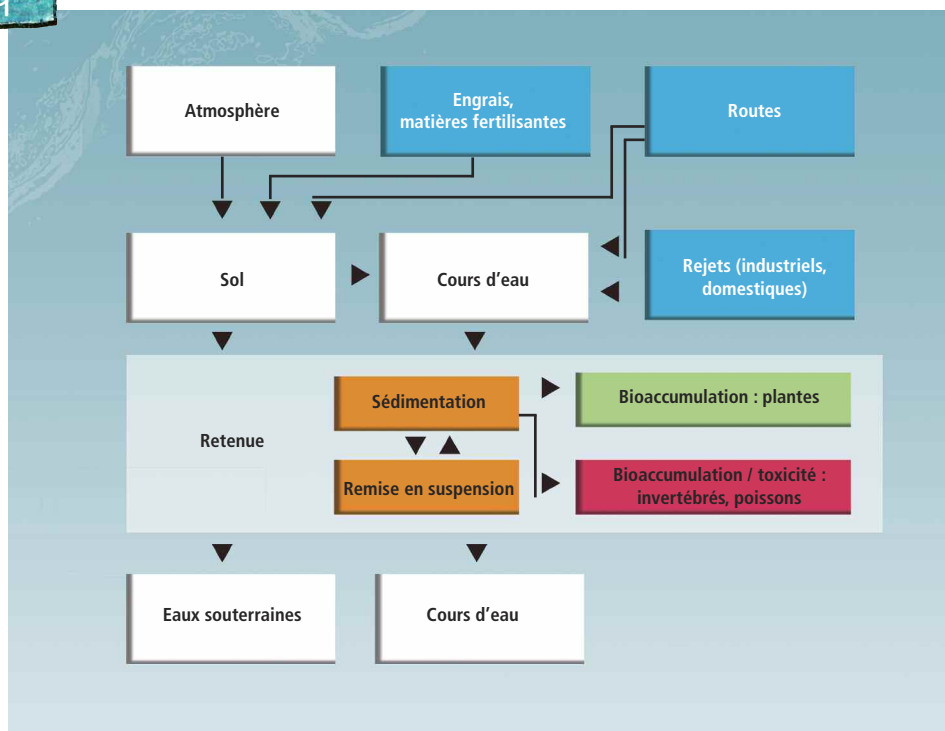 1
Atmosphère
Engrais,
matières fertilisantes
Routes
Sol
Cours d'eau
Rejets (industriels,
domestiques)
Retenue
Sédimentation
Bioaccumulation : plantes
Remise en suspension
Bioaccumulation / toxicité :
invertébrés, poissons
Eaux souterraines
Cours d'eau